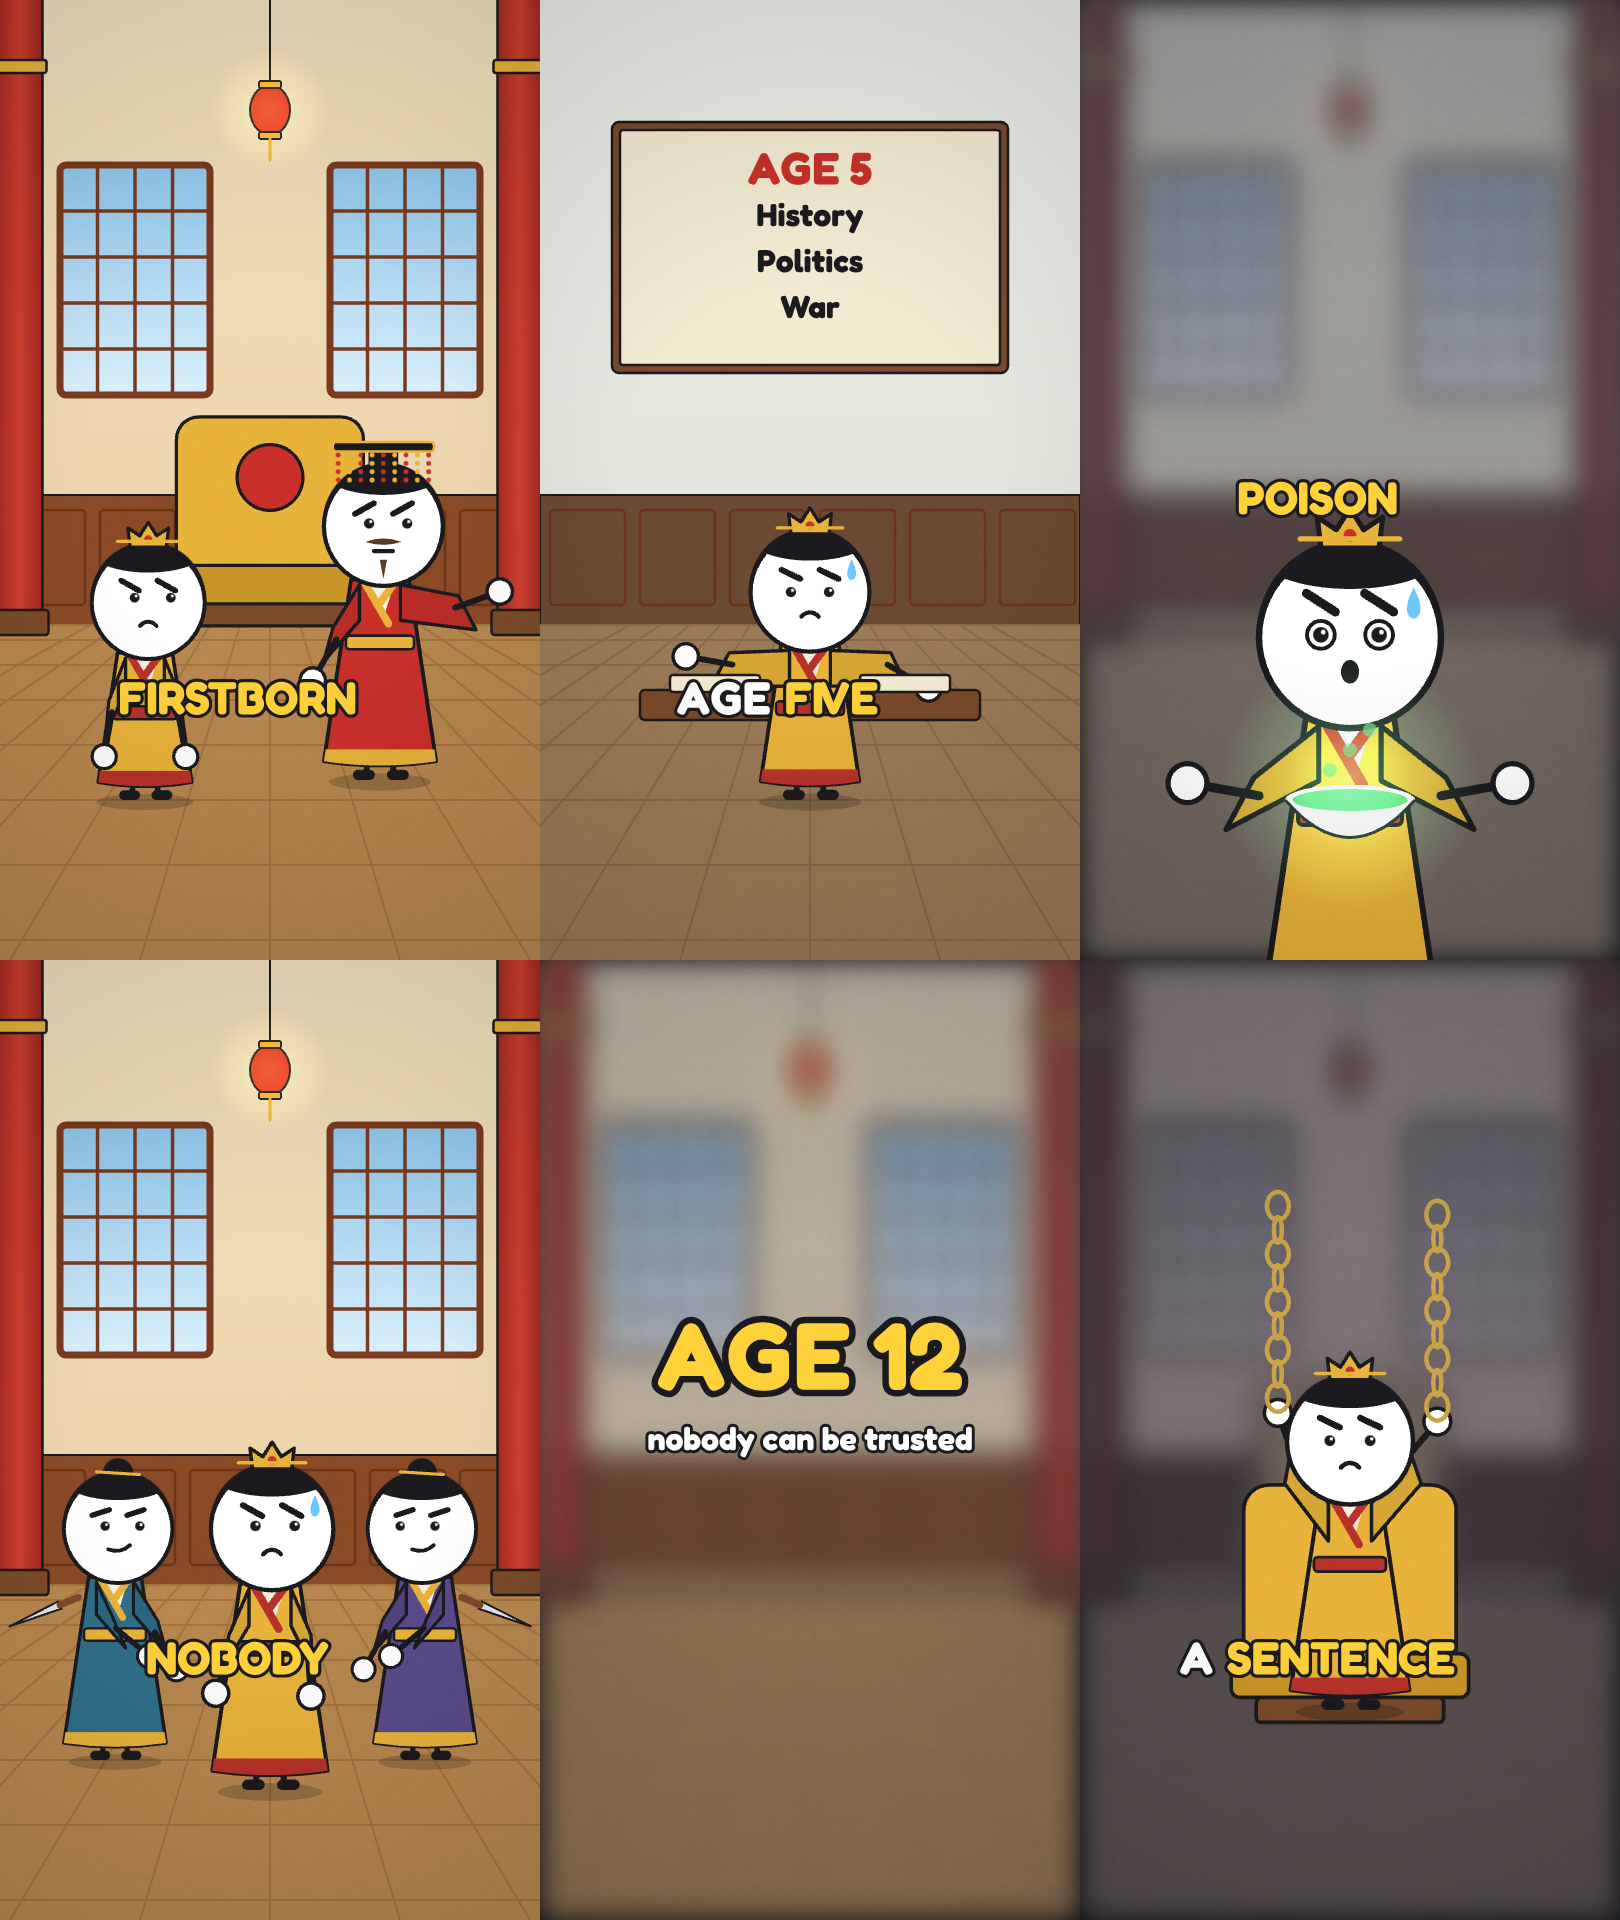 FIRSTBORN
AGE 5
History
Politics
War
AGE FIVE
POISON
NOBODY
AGE 12
nobody can be trusted
A SENTENCE